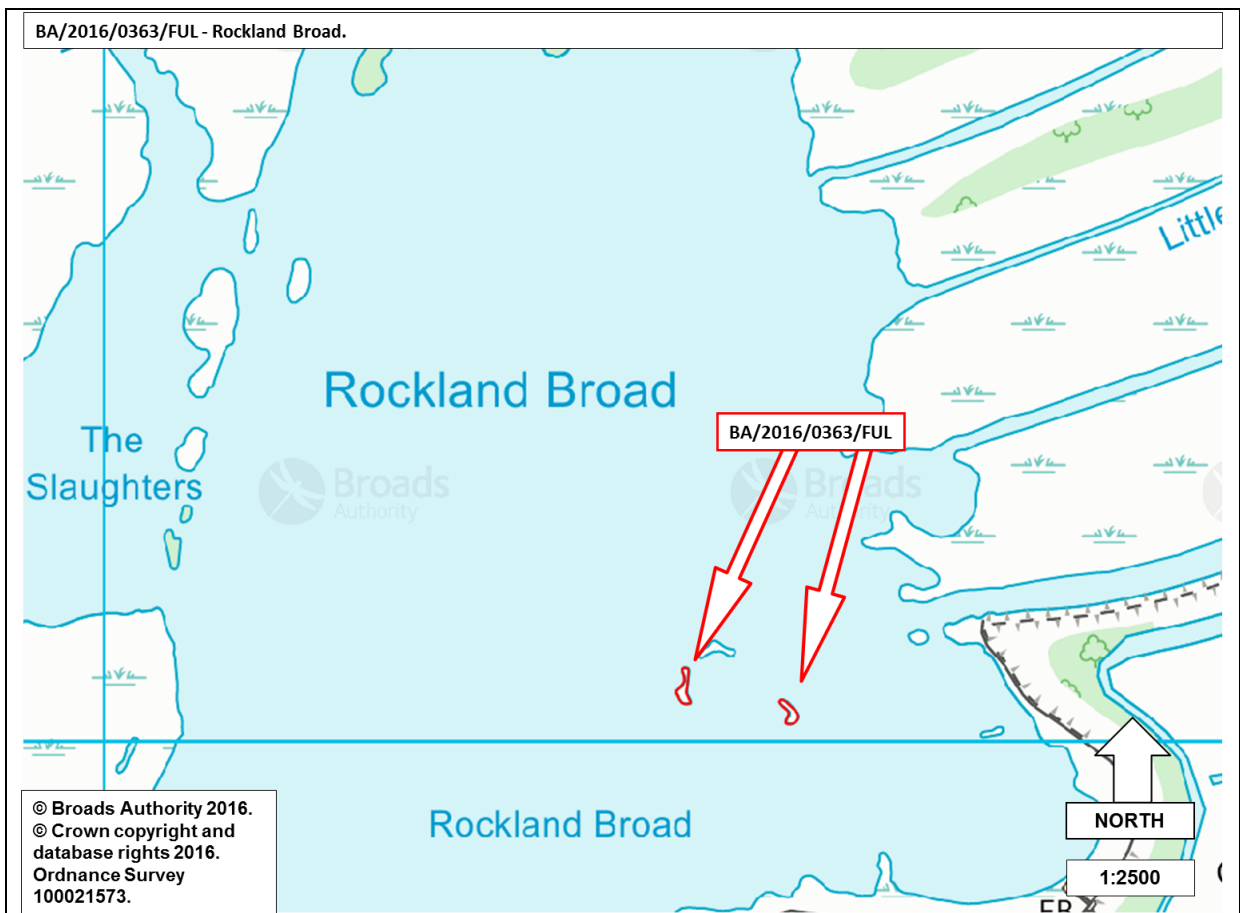 BA/2016/0363/FUL - Rockland Broad.
Little
Rockland Broad
BA/2016/0363/FUL
The
Slaughters
Broads
Authority
Broads
Authority
Rockland Broad
© Broads Authority 2016.
© Crown copyright and
database rights 2016.
Ordnance Survey
100021573.
NORTH
1:2500
FB